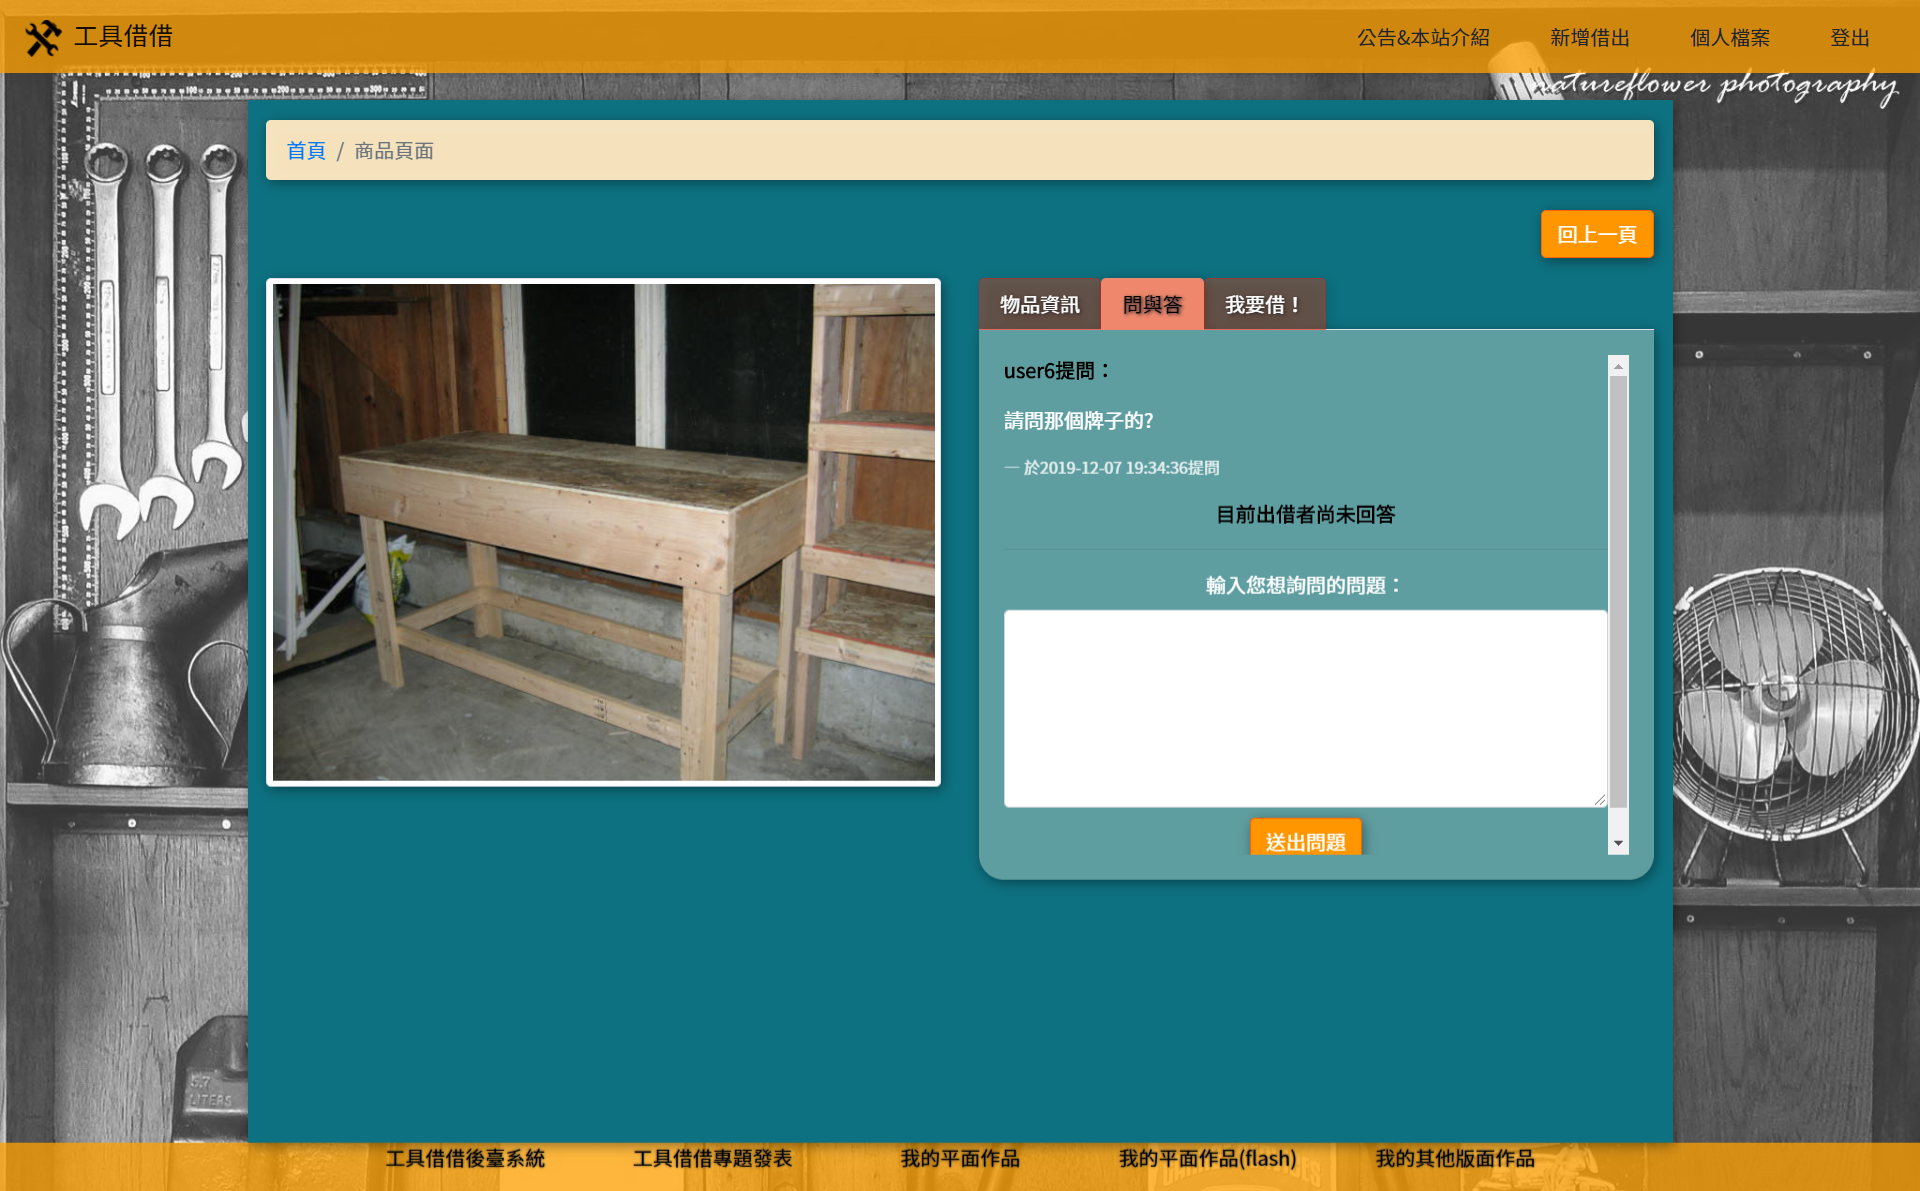 工具借借
公告&本站介紹 新增借出 個人檔案 登出
natureflower photography
首頁 / 商品頁面
回上一頁
物品資訊 問與答 我要借！
user6提問：
請問那個牌子的?
— 於2019-12-07 19:34:36提問
目前出借者尚未回答
輸入您想詢問的問題：
送出問題
5.7
LITERS
工具借借後臺系統 工具借借專題發表 我的平面作品 我的平面作品(flash) 我的其他版面作品